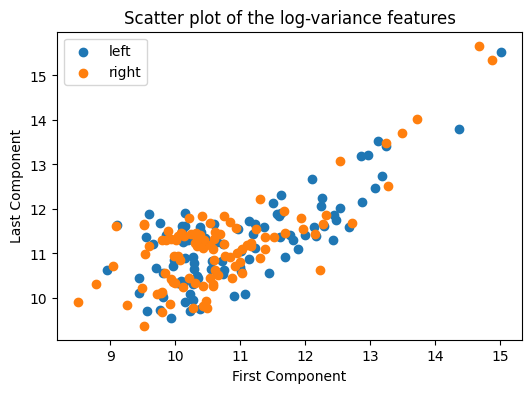 Scatter plot of the log-variance features
left
right
Last Component
15
14
13
12
11
10
9
10
11
12
13
14
15
First Component